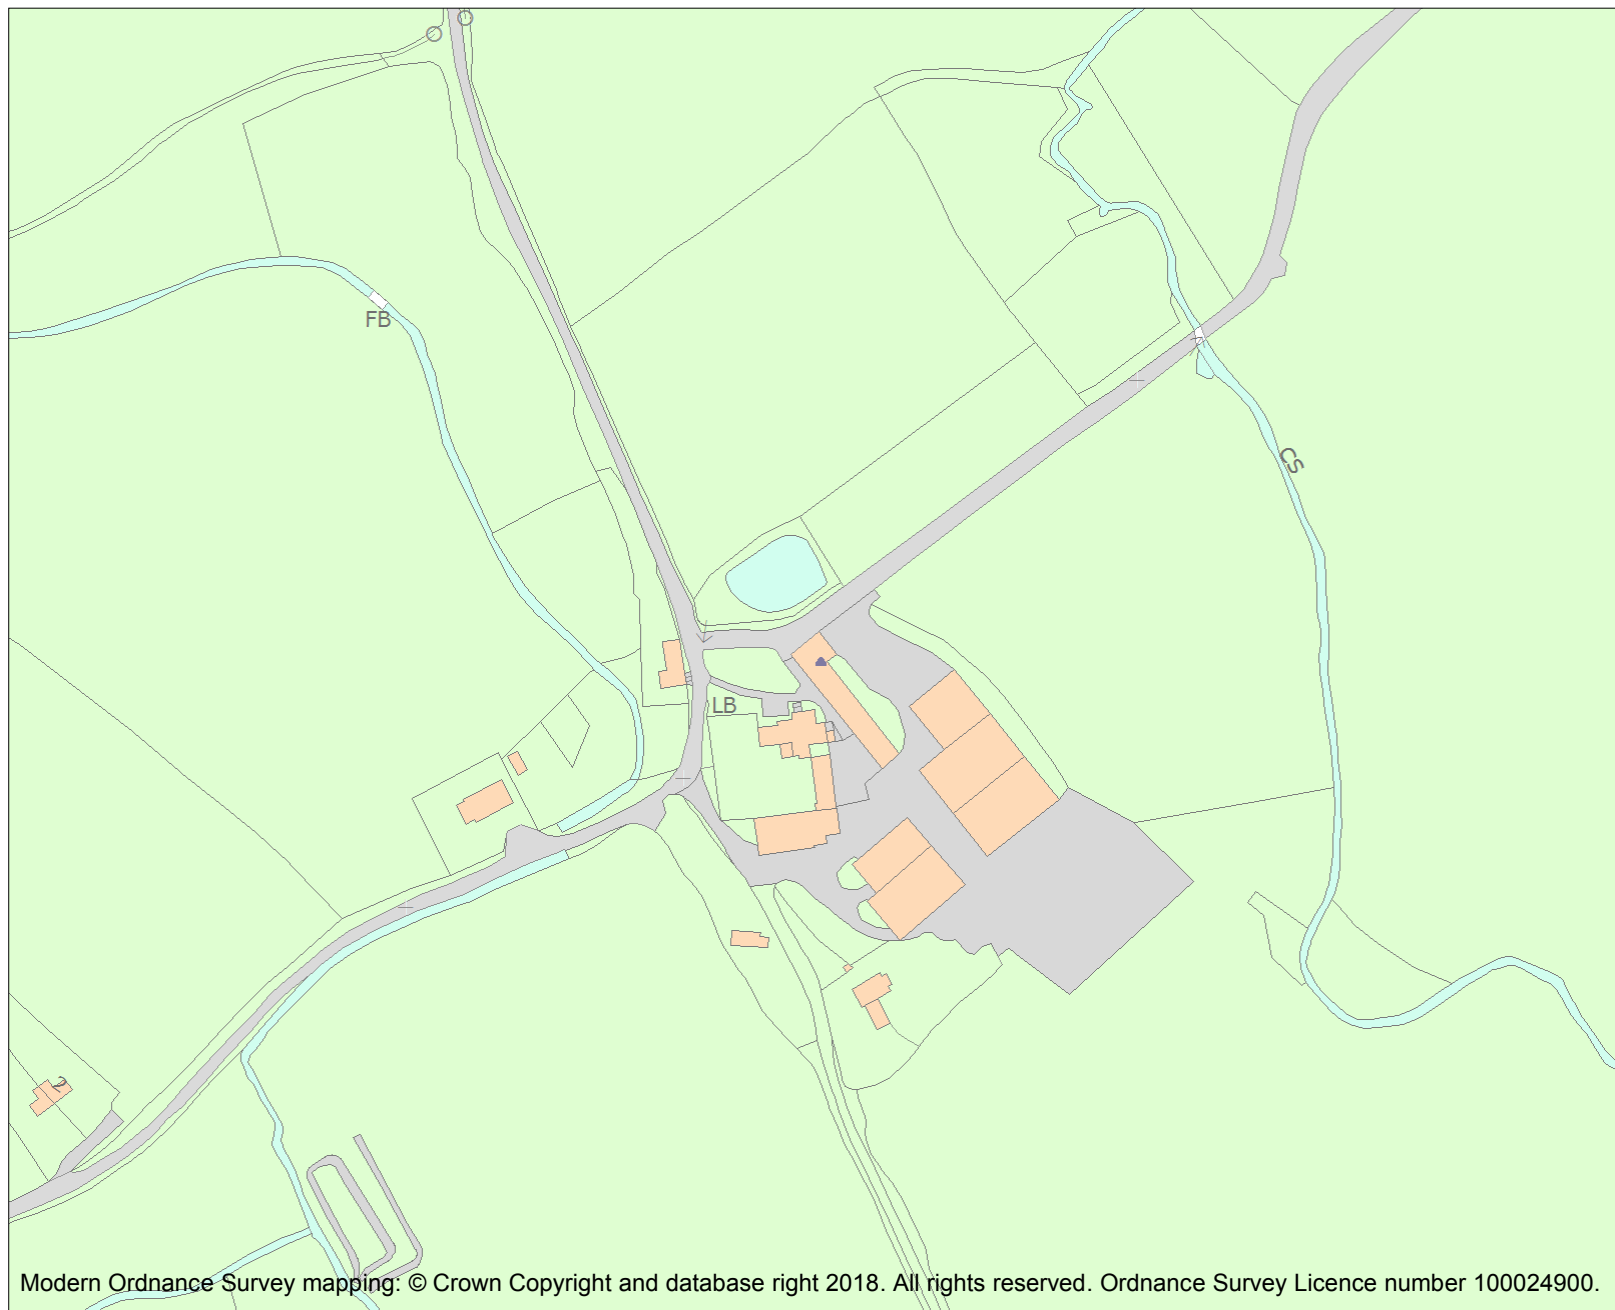 FB
CS
LB
2
Modern Ordnance Survey mapping: © Crown Copyright and database right 2018. All rights reserved. Ordnance Survey Licence number 100024900.